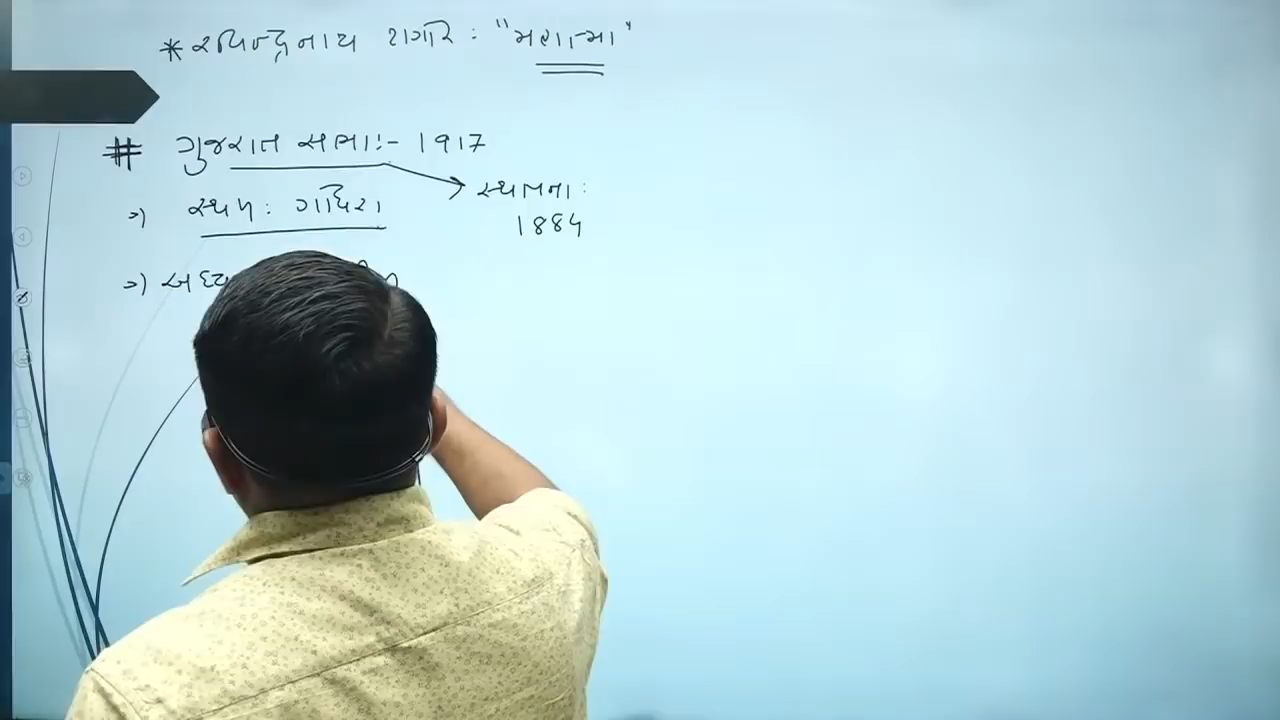 * રવિન્દ્રનાથ ટાગોર : "મહાત્મા"
# ગુજરાત સભા :- 1917
સ્થાપના :
1884
⇒) સ્થળ : ગોધરા
⇒)